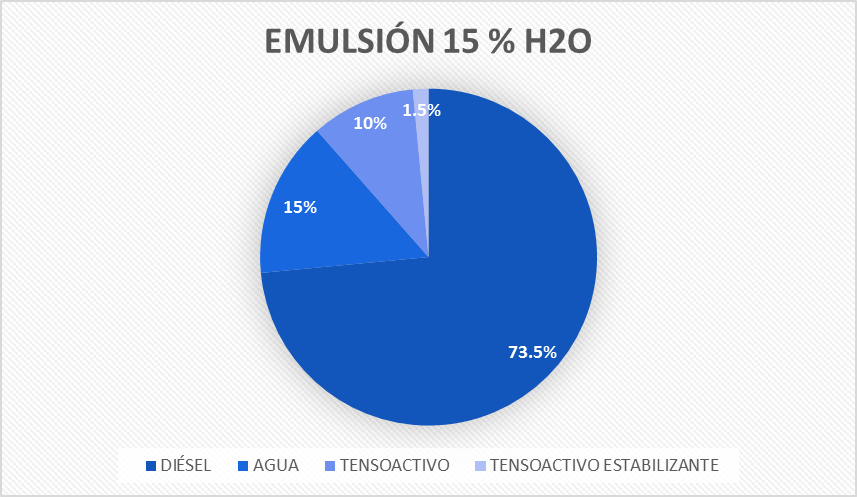 EMULSIÓN 15 % H2O
1.5%
10%
15%
73.5%
DIÉSEL AGUA TENSOACTIVO TENSOACTIVO ESTABILIZANTE